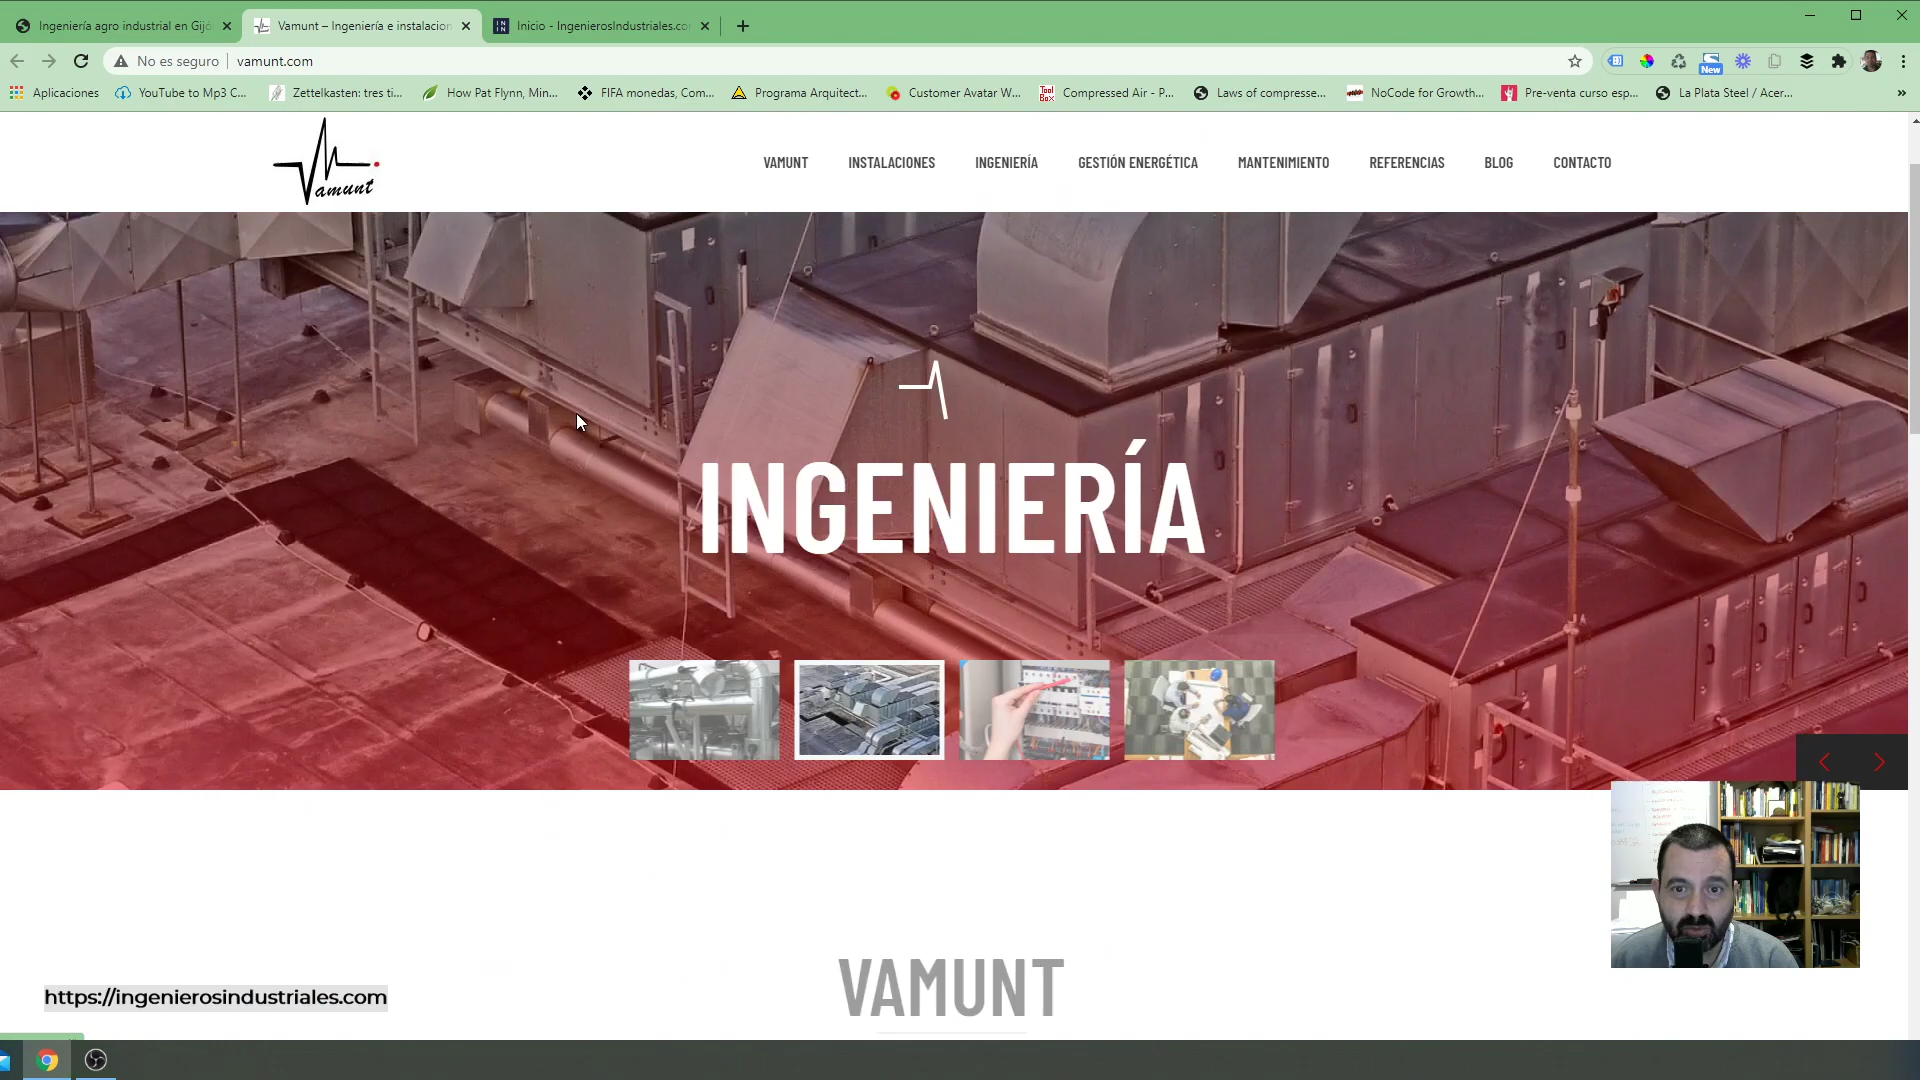 Ingeniería agro industrial en Gijó
Vamunt – Ingeniería e instalacion
Inicio - IngenierosIndustriales.co
No es seguro
vamunt.com
New
Aplicaciones
YouTube to Mp3 C...
Zettelkasten: tres ti...
How Pat Flynn, Min...
FIFA monedas, Com...
Programa Arquitect...
Customer Avatar W...
Tool Box
Compressed Air - P...
Laws of compresse...
NoCode for Growth...
Pre-venta curso esp...
La Plata Steel / Acer...
Vamunt
VAMUNT
INSTALACIONES
INGENIERÍA
GESTIÓN ENERGÉTICA
MANTENIMIENTO
REFERENCIAS
BLOG
CONTACTO
INGENIERÍA
VAMUNT
https://ingenierosindustriales.com